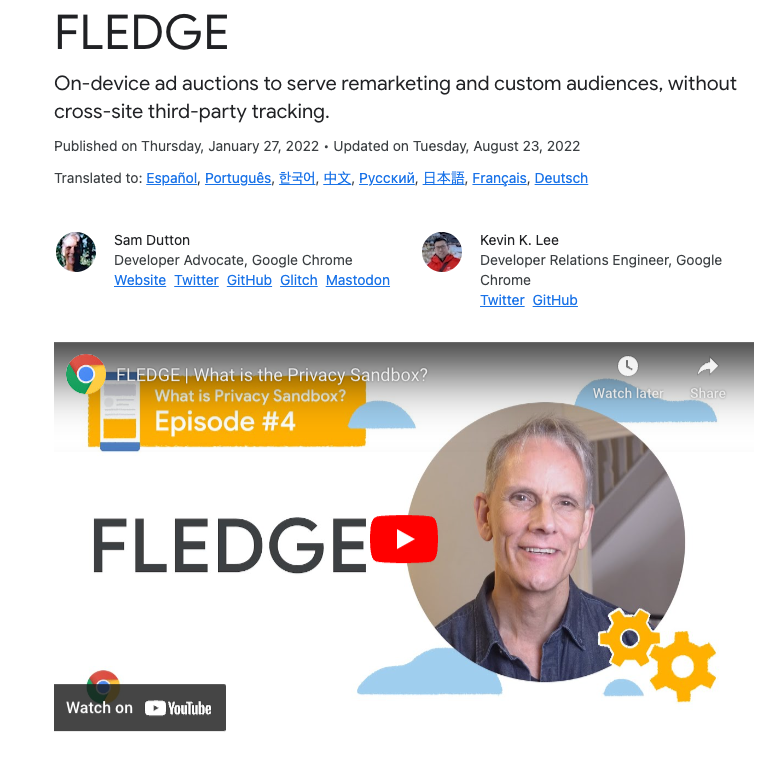 FLEDGE
On-device ad auctions to serve remarketing and custom audiences, without
cross-site third-party tracking.
Published on Thursday, January 27, 2022 • Updated on Tuesday, August 23, 2022
Translated to: Español, Português, 한국어, 中文, Русский, 日本語, Français, Deutsch
Sam Dutton
Developer Advocate, Google Chrome
Website Twitter GitHub Glitch Mastodon
Kevin K. Lee
Developer Relations Engineer, Google
Chrome
Twitter GitHub
FLEDGE | What is the Privacy Sandbox?
Watch later
Share
What is Privacy Sandbox?
Episode #4
FLEDGE
Watch on YouTube